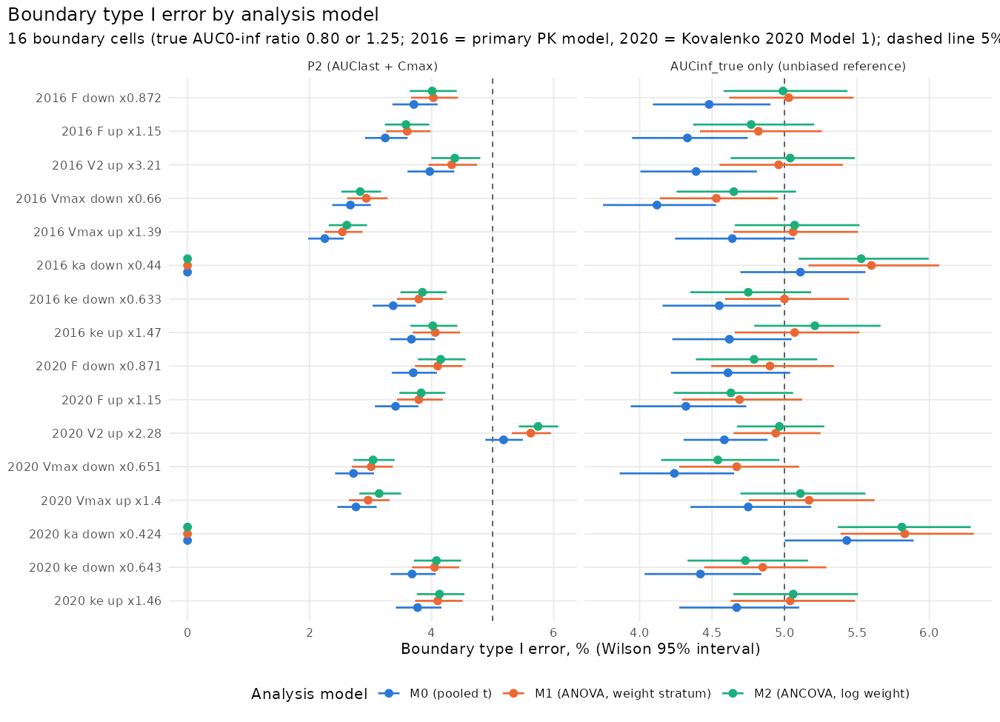 Boundary type I error by analysis model
16 boundary cells (true AUC0-inf ratio 0.80 or 1.25; 2016 = primary PK model, 2020 = Kovalenko 2020 Model 1); dashed line 5%
P2 (AUClast + Cmax)
AUCinf_true only (unbiased reference)
2016 F down x0.872
2016 F up x1.15
2016 V2 up x3.21
2016 Vmax down x0.66
2016 Vmax up x1.39
2016 ka down x0.44
2016 ke down x0.633
2016 ke up x1.47
2020 F down x0.871
2020 F up x1.15
2020 V2 up x2.28
2020 Vmax down x0.651
2020 Vmax up x1.4
2020 ka down x0.424
2020 ke down x0.643
2020 ke up x1.46
0 2 4 6 4.0 4.5 5.0 5.5 6.0
Boundary type I error, % (Wilson 95% interval)
Analysis model M0 (pooled t) M1 (ANOVA, weight stratum) M2 (ANCOVA, log weight)